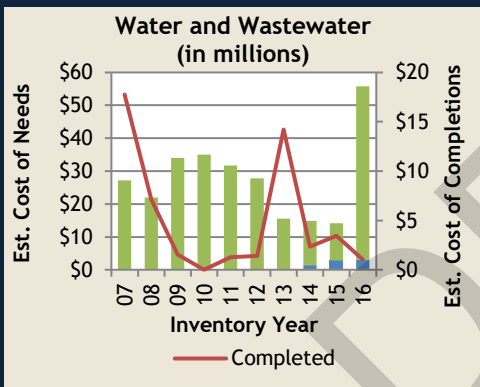 Water and Wastewater
(in millions)
Est. Cost of Needs
$60
$50
$40
$30
$20
$10
$0
$20
$15
$10
$5
$0
Est. Cost of Completions
07 08 09 10 11 12 13 14 15 16
Inventory Year
Completed